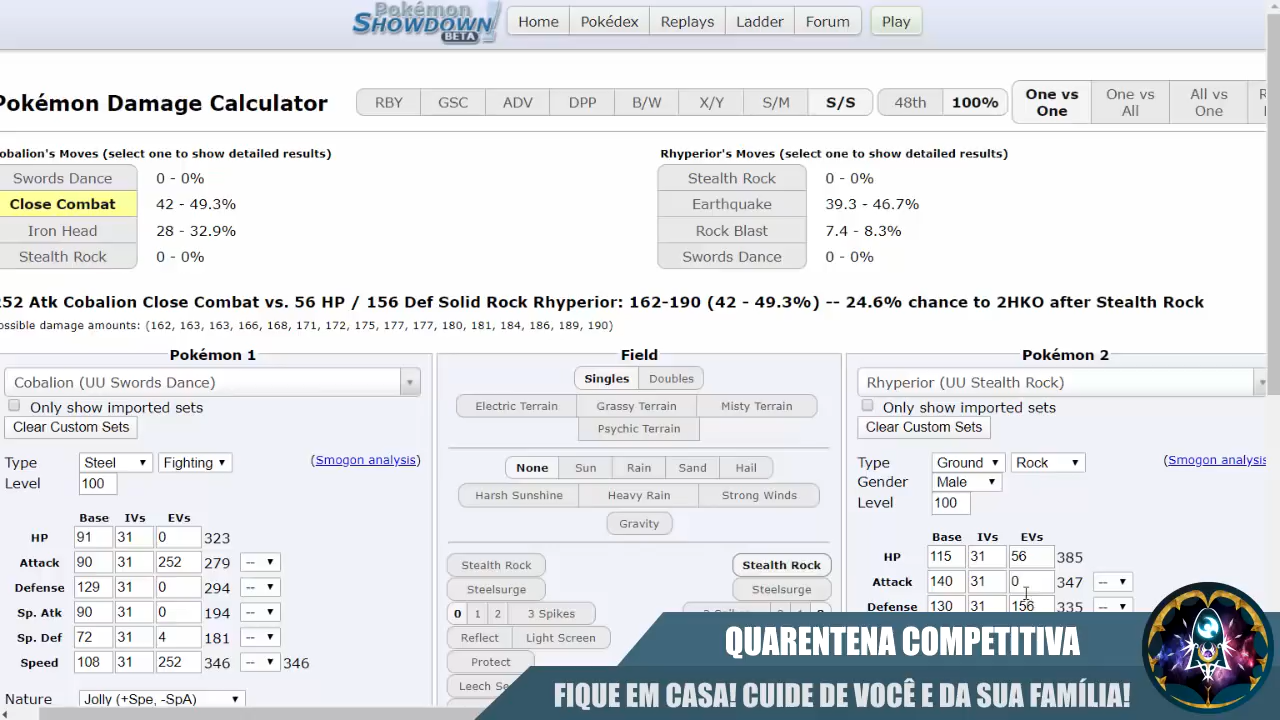 Pokémon
SHOWDOWN!
BETA
Home Pokédex Replays Ladder Forum Play
Pokémon Damage Calculator
RBY GSC ADV DPP B/W X/Y S/M S/S 48th 100% One vs One One vs All All vs One
obalion's Moves (select one to show detailed results)
Swords Dance 0 - 0%
Close Combat 42 - 49.3%
Iron Head 28 - 32.9%
Stealth Rock 0 - 0%
Rhyperior's Moves (select one to show detailed results)
Stealth Rock 0 - 0%
Earthquake 39.3 - 46.7%
Rock Blast 7.4 - 8.3%
Swords Dance 0 - 0%
252 Atk Cobalion Close Combat vs. 56 HP / 156 Def Solid Rock Rhyperior: 162-190 (42 - 49.3%) -- 24.6% chance to 2HKO after Stealth Rock
ossible damage amounts: (162, 163, 163, 166, 168, 171, 172, 175, 177, 177, 180, 181, 184, 186, 189, 190)
Pokémon 1
Cobalion (UU Swords Dance)
Only show imported sets
Clear Custom Sets
Type Steel Fighting (Smogon analysis)
Level 100
Base IVs EVs
HP 91 31 0 323
Attack 90 31 252 279 --
Defense 129 31 0 294 --
Sp. Atk 90 31 0 194 --
Sp. Def 72 31 4 181 --
Speed 108 31 252 346 -- 346
Nature Jolly (+Spe, -SpA)
Field
Singles Doubles
Electric Terrain Grassy Terrain Misty Terrain
Psychic Terrain
None Sun Rain Sand Hail
Harsh Sunshine Heavy Rain Strong Winds
Gravity
Stealth Rock Stealth Rock
Steelsurge Steelsurge
0 1 2 3 Spikes
Reflect Light Screen
Protect
Leech Se
Pokémon 2
Rhyperior (UU Stealth Rock)
Only show imported sets
Clear Custom Sets
Type Ground Rock (Smogon analysis
Gender Male
Level 100
Base IVs EVs
HP 115 31 56 385
Attack 140 31 0 347 --
Defense 130 31 156 335 --
QUARENTENA COMPETITIVA
FIQUE EM CASA! CUIDE DE VOCÊ E DA SUA FAMÍLIA!